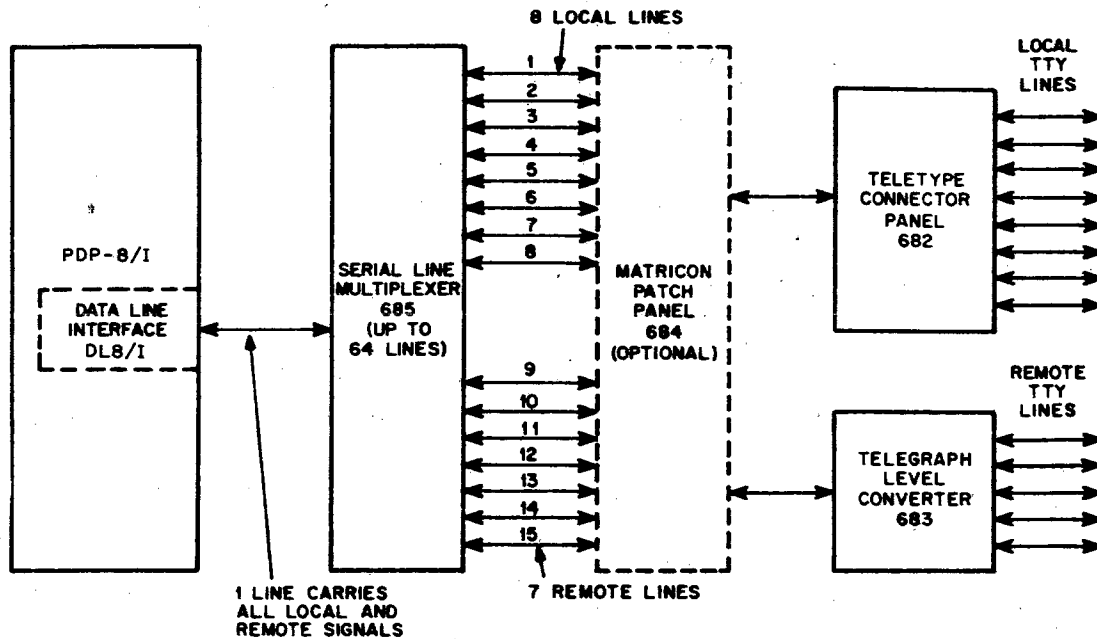 8 LOCAL LINES
1
2
3
4
5
6
7
8
PDP-8/I
DATA LINE
INTERFACE
DL8/I
SERIAL LINE
MULTIPLEXER
685
(UP TO
64 LINES)
9
10
11
12
13
14
15
MATRICON
PATCH
PANEL
684
(OPTIONAL)
LOCAL
TTY
LINES
TELETYPE
CONNECTOR
PANEL
682
REMOTE
TTY
LINES
TELEGRAPH
LEVEL
CONVERTER
683
1 LINE CARRIES
ALL LOCAL AND
REMOTE SIGNALS
7 REMOTE LINES